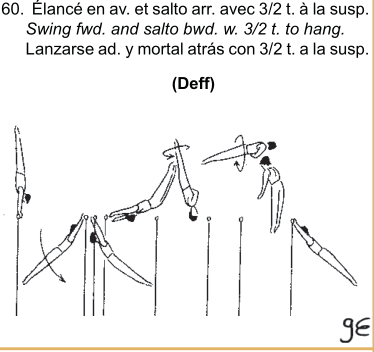 60. Élancé en av. et salto arr. avec 3/2 t. à la susp.
Swing fwd. and salto bwd. w. 3/2 t. to hang.
Lanzarse ad. y mortal atrás con 3/2 t. a la susp.
(Deff)
gE